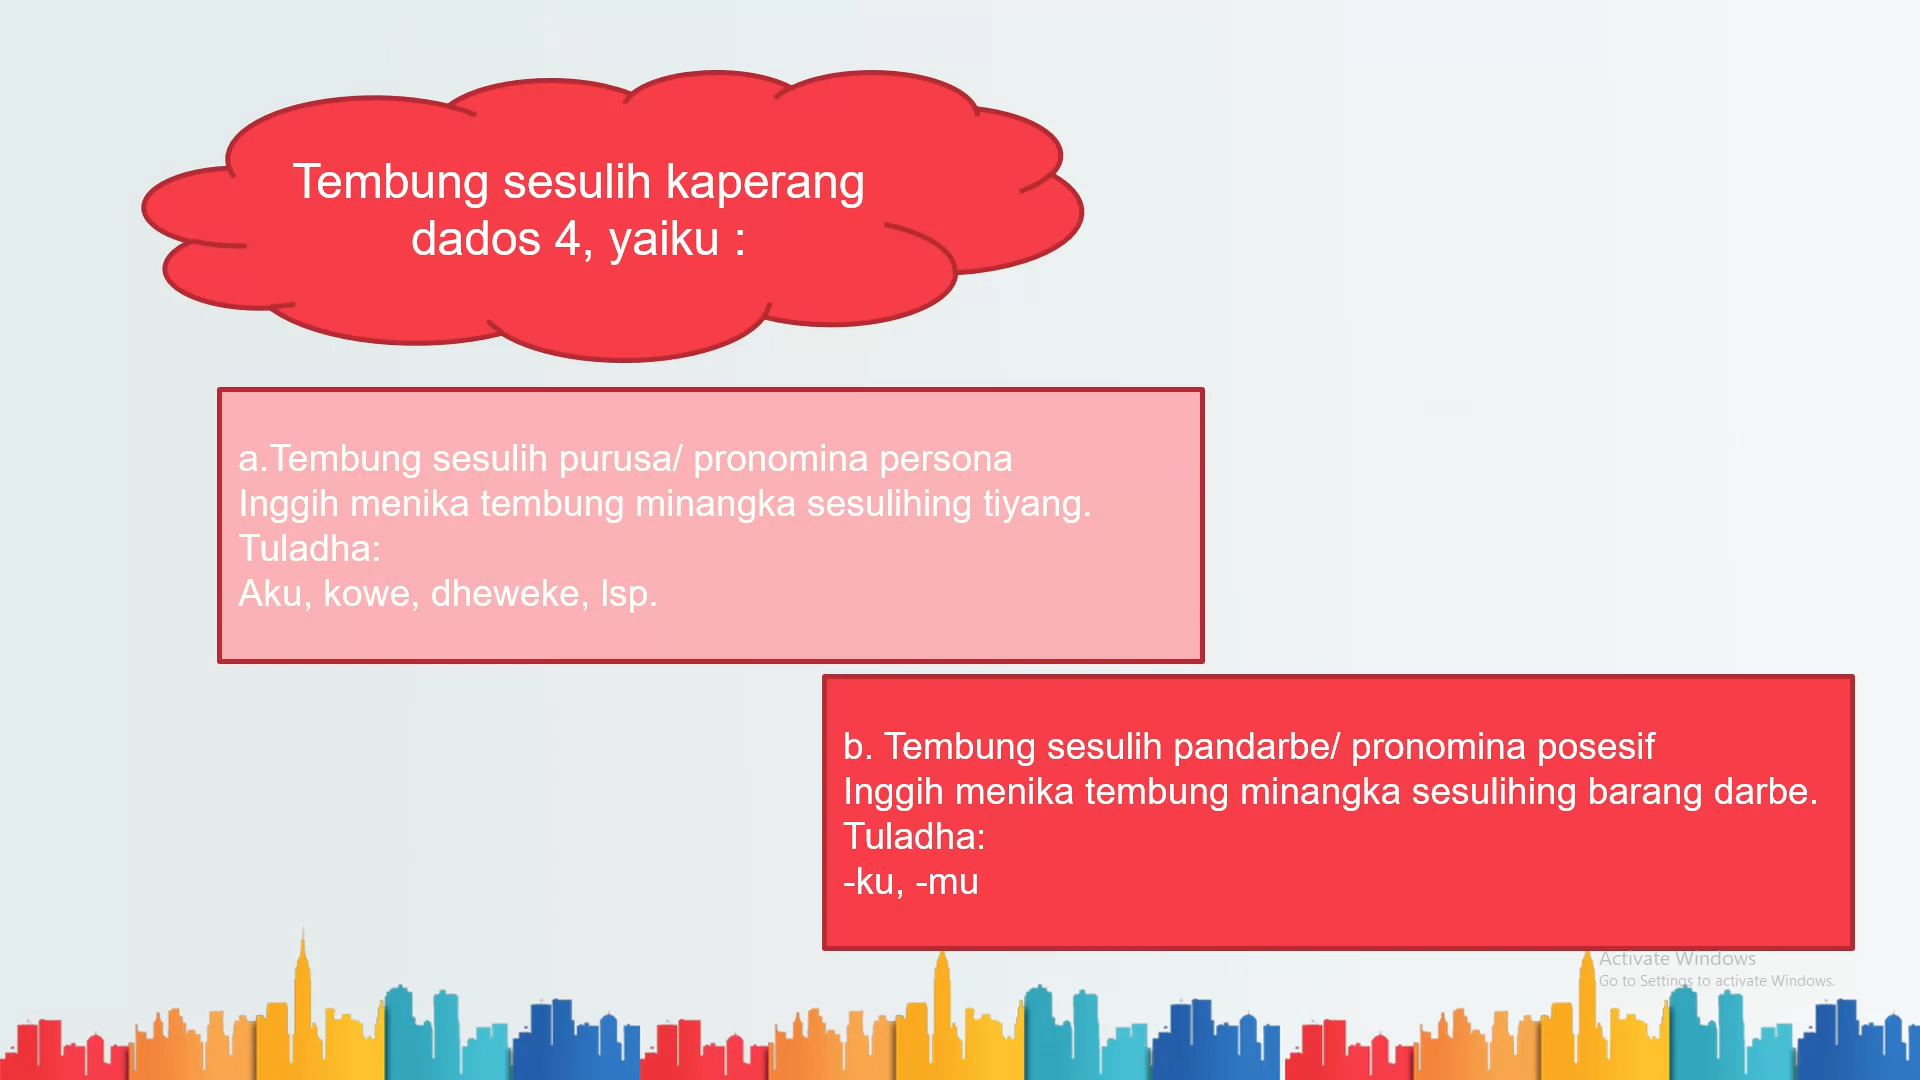 Tembung sesulih kaperang
dados 4, yaiku :
a.Tembung sesulih purusa/ pronomina persona
Inggih menika tembung minangka sesulihing tiyang.
Tuladha:
Aku, kowe, dheweke, lsp.
b. Tembung sesulih pandarbe/ pronomina posesif
Inggih menika tembung minangka sesulihing barang darbe.
Tuladha:
-ku, -mu
Activate Windows
Go to Settings to activate Windows.